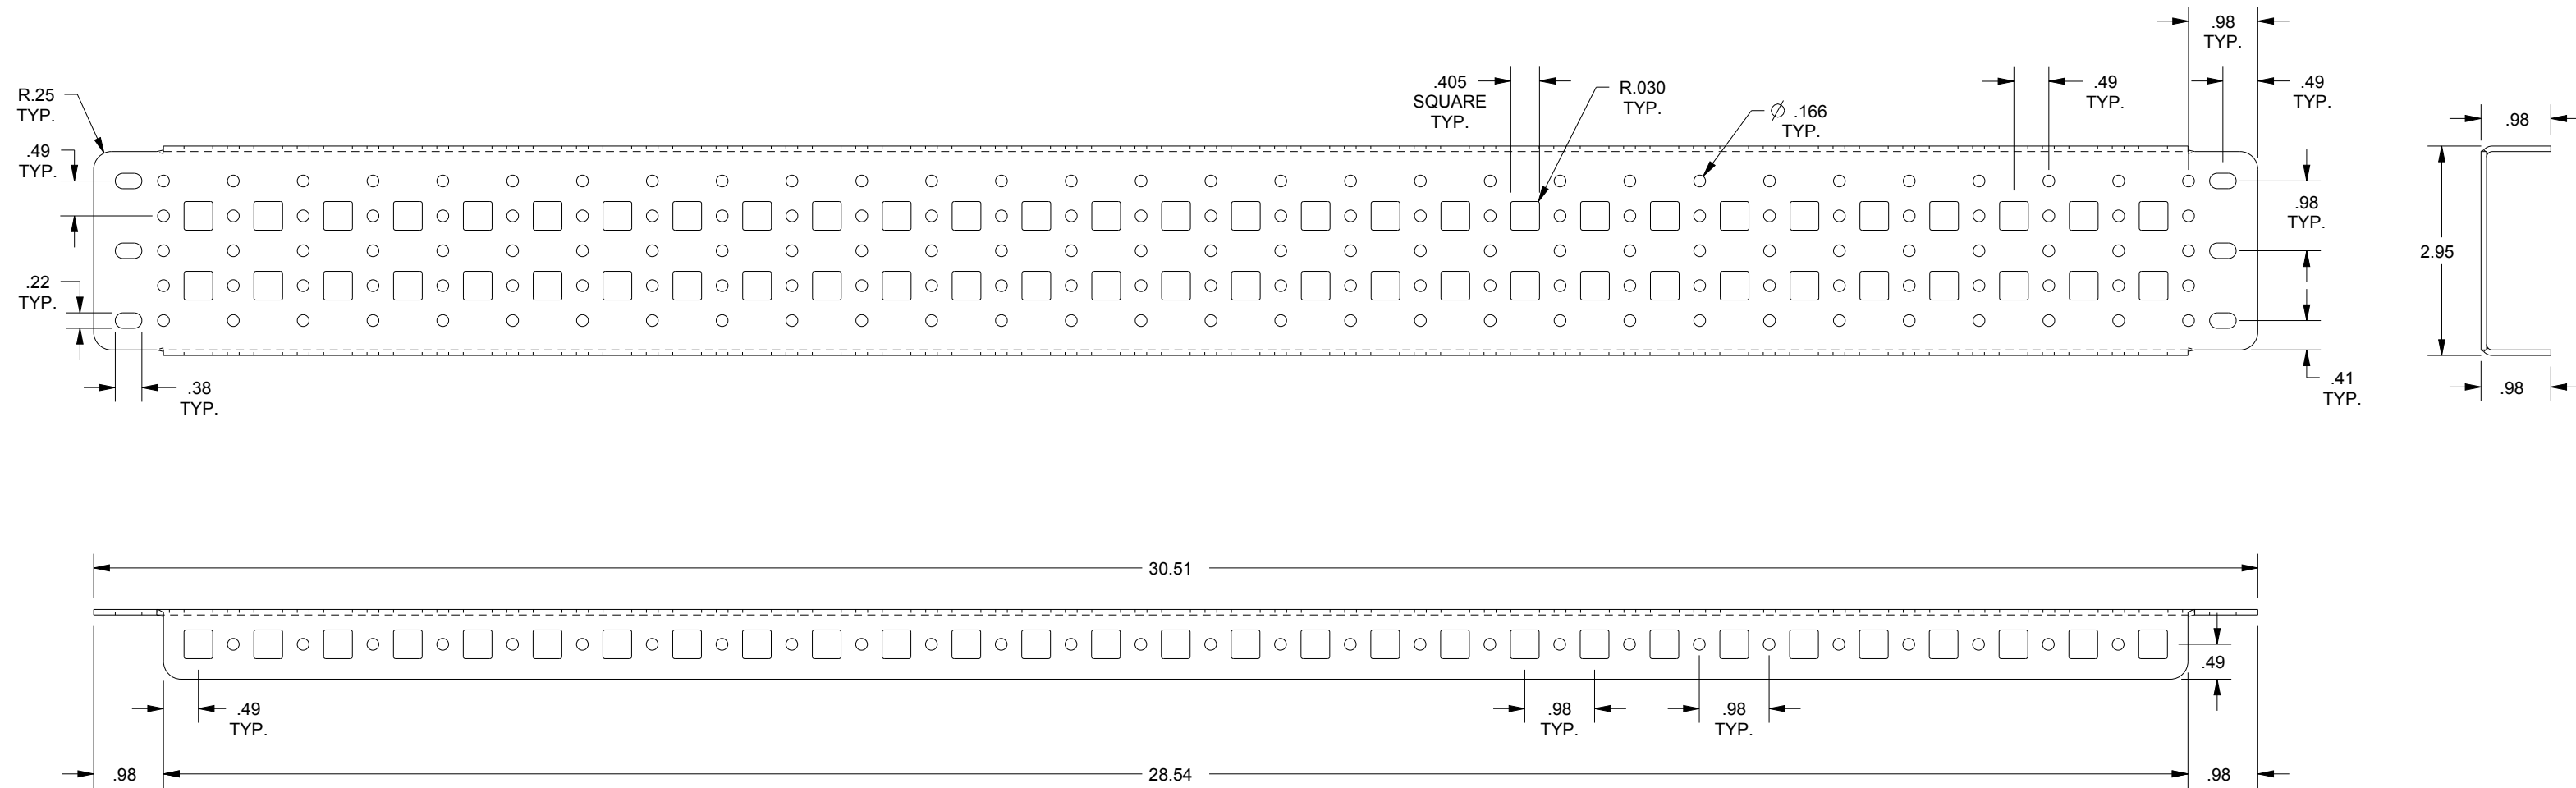 .98
TYP.
.405
SQUARE
TYP.
R.030
TYP.
.49
TYP.
.49
TYP.
R.25
TYP.
Ø .166
TYP.
.98
.49
TYP.
.98
TYP.
2.95
.22
TYP.
.38
TYP.
.41
TYP.
.98
30.51
.49
.49
TYP.
.98
TYP.
.98
TYP.
.98
28.54
.98